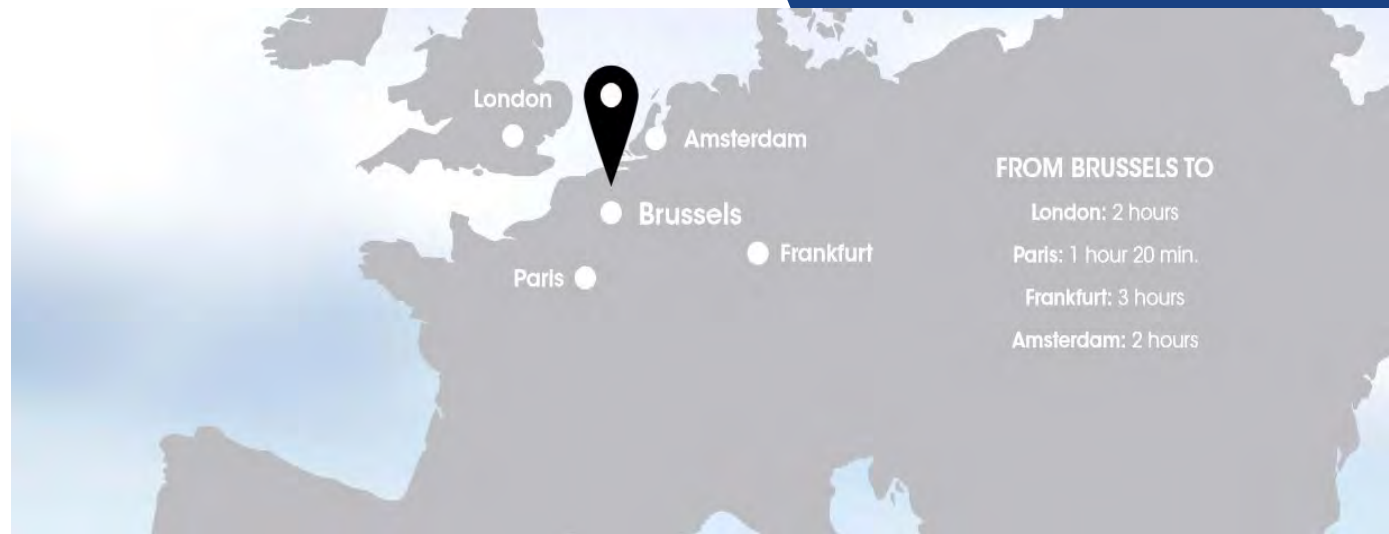 London
Amsterdam
Brussels
Frankfurt
Paris
FROM BRUSSELS TO
London: 2 hours
Paris: 1 hour 20 min.
Frankfurt: 3 hours
Amsterdam: 2 hours